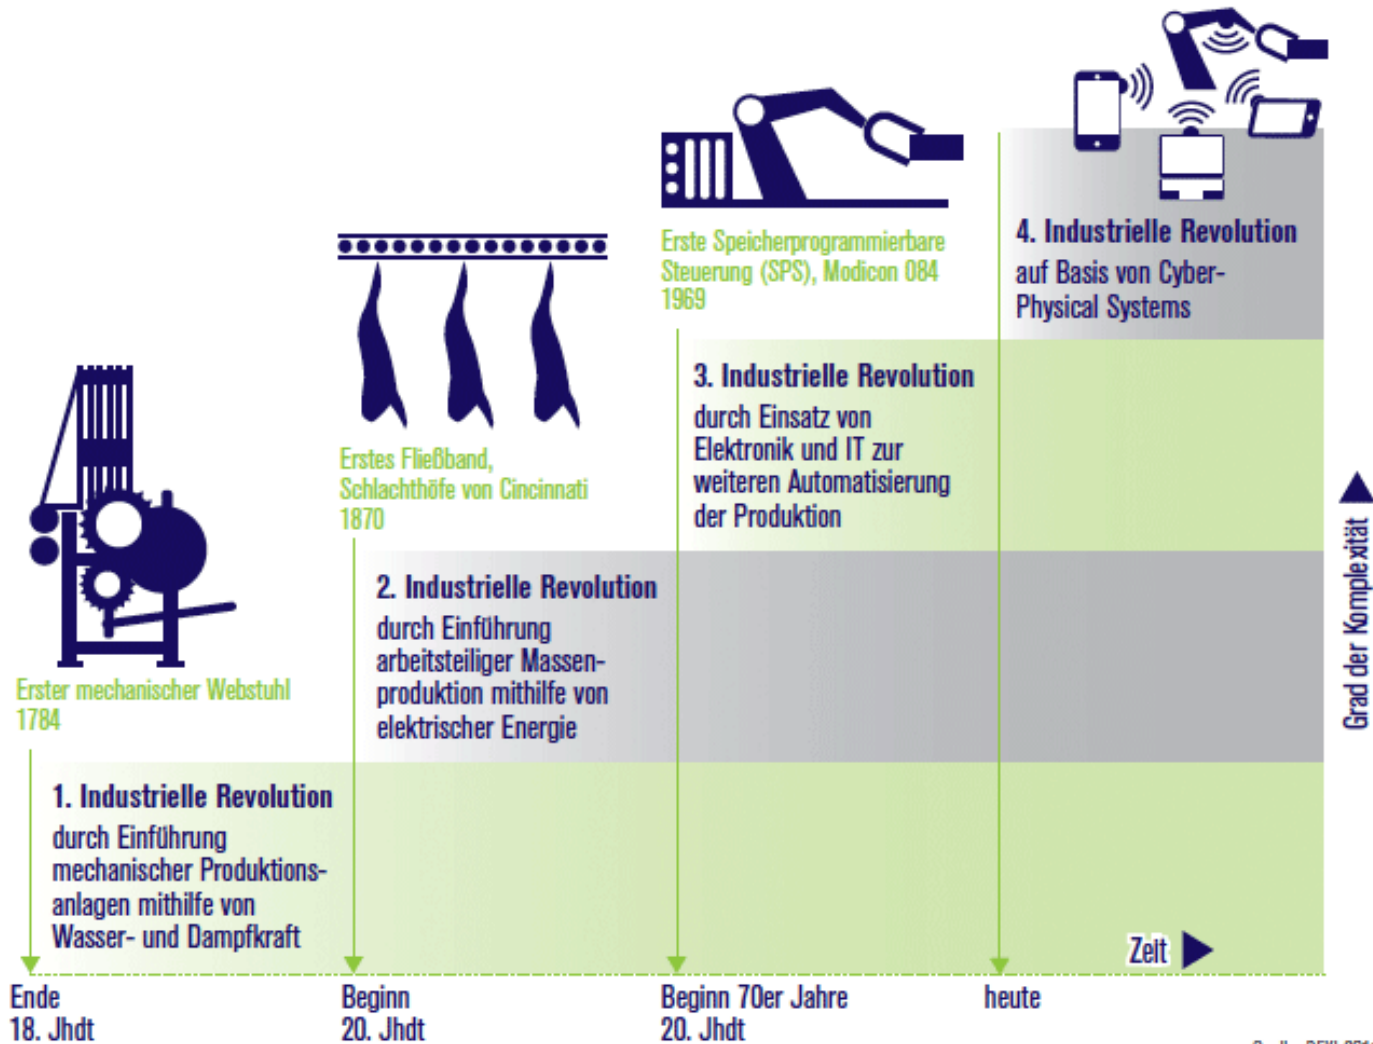 Erste Speicherprogrammierbare
Steuerung (SPS), Modicon 084
1969
4. Industrielle Revolution
auf Basis von Cyber-
Physical Systems
3. Industrielle Revolution
durch Einsatz von
Elektronik und IT zur
weiteren Automatisierung
der Produktion
Erstes Fließband,
Schlachthöfe von Cincinnati
1870
2. Industrielle Revolution
durch Einführung
arbeitsteiliger Massen-
produktion mithilfe von
elektrischer Energie
Erster mechanischer Webstuhl
1784
1. Industrielle Revolution
durch Einführung
mechanischer Produktions-
anlagen mithilfe von
Wasser- und Dampfkraft
Grad der Komplexität
Zeit
Ende
18. Jhdt
Beginn
20. Jhdt
Beginn 70er Jahre
20. Jhdt
heute